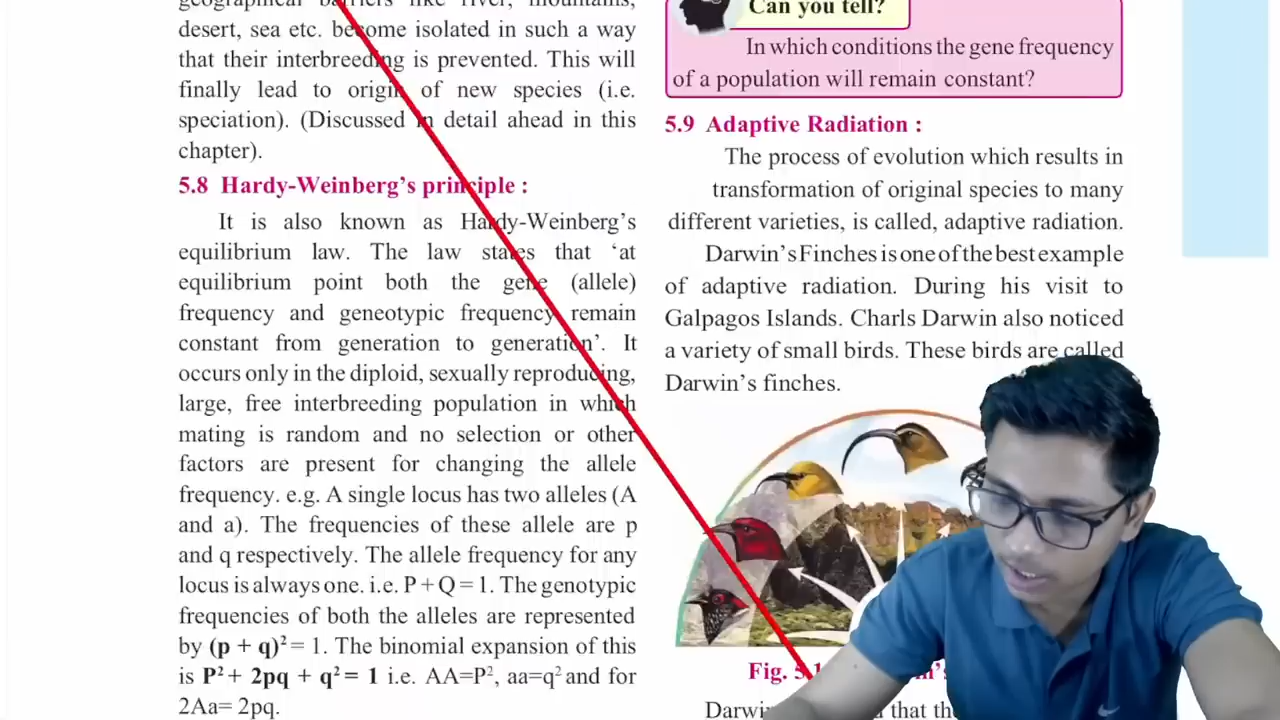 geographical barriers like river, mountains,
desert, sea etc. become isolated in such a way
that their interbreeding is prevented. This will
finally lead to origin of new species (i.e.
speciation). (Discussed in detail ahead in this
chapter).
5.8 Hardy-Weinberg's principle :
It is also known as Hardy-Weinberg's
equilibrium law. The law states that 'at
equilibrium point both the gene (allele)
frequency and geneotypic frequency remain
constant from generation to generation'. It
occurs only in the diploid, sexually reproducing,
large, free interbreeding population in which
mating is random and no selection or other
factors are present for changing the allele
frequency. e.g. A single locus has two alleles (A
and a). The frequencies of these allele are p
and q respectively. The allele frequency for any
locus is always one. i.e. P + Q = 1. The genotypic
frequencies of both the alleles are represented
by (p + q)² = 1. The binomial expansion of this
is P² + 2pq + q² = 1 i.e. AA=P², aa=q² and for
2Aa= 2pq.
Can you tell?
In which conditions the gene frequency
of a population will remain constant?
5.9 Adaptive Radiation :
The process of evolution which results in
transformation of original species to many
different varieties, is called, adaptive radiation.
Darwin's Finches is one of the best example
of adaptive radiation. During his visit to
Galpagos Islands. Charls Darwin also noticed
a variety of small birds. These birds are called
Darwin's finches.
Fig.
that